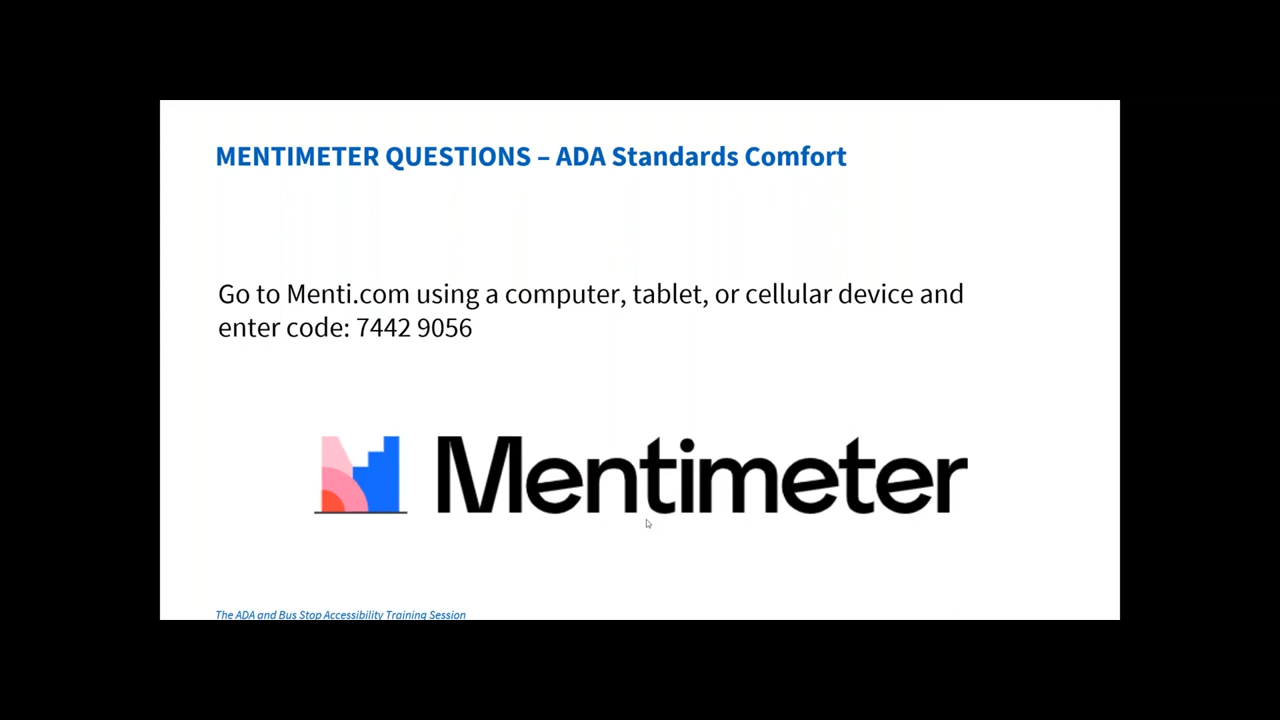 MENTIMETER QUESTIONS – ADA Standards Comfort
Go to Menti.com using a computer, tablet, or cellular device and
enter code: 7442 9056
Mentimeter
The ADA and Bus Stop Accessibility Training Session